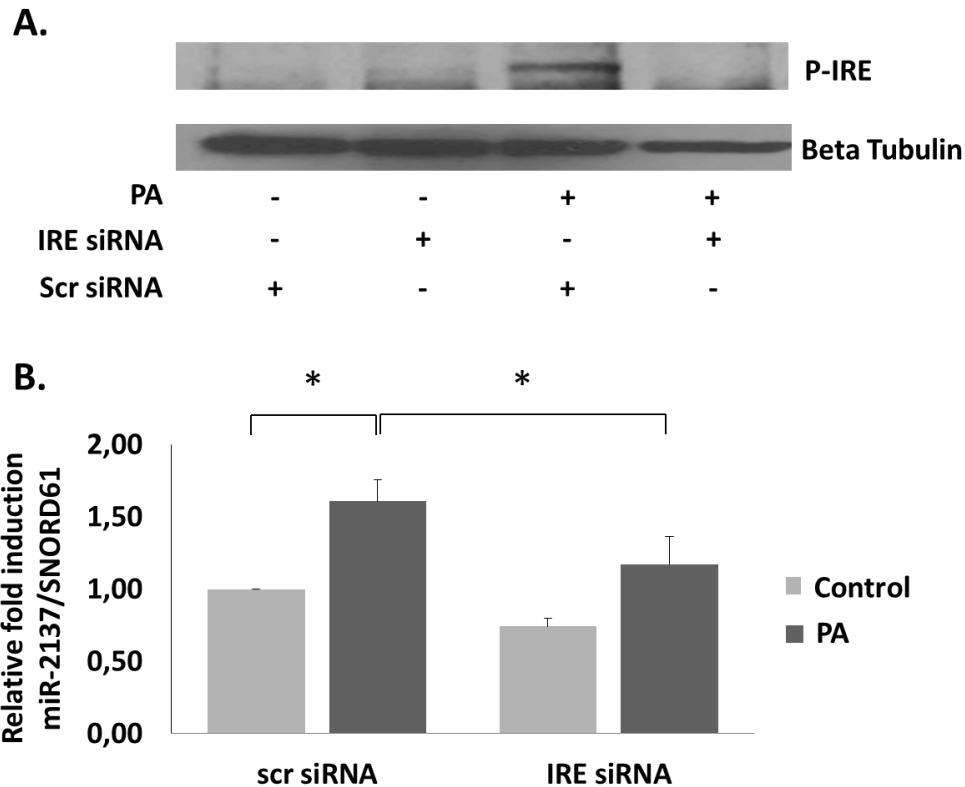 A.
P-IRE
Beta Tubulin
PA - - + +
IRE siRNA - + - +
Scr siRNA + - + -
B.
* *
Relative fold induction
miR-2137/SNORD61
2,00
1,50
1,00
0,50
0,00
Control
PA
scr siRNA IRE siRNA